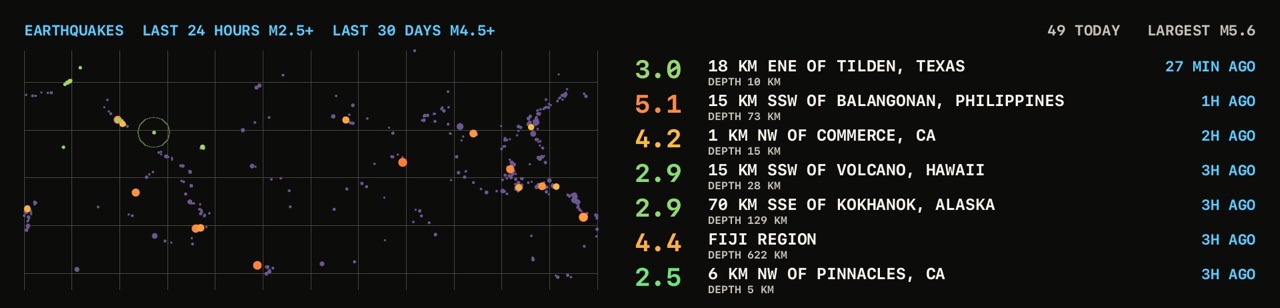 EARTHQUAKES LAST 24 HOURS M2.5+ LAST 30 DAYS M4.5+ 49 TODAY LARGEST M5.6
3.0 18 KM ENE OF TILDEN, TEXAS 27 MIN AGO
DEPTH 10 KM
5.1 15 KM SSW OF BALANGONAN, PHILIPPINES 1H AGO
DEPTH 73 KM
4.2 1 KM NW OF COMMERCE, CA 2H AGO
DEPTH 15 KM
2.9 15 KM SSW OF VOLCANO, HAWAII 3H AGO
DEPTH 28 KM
2.9 70 KM SSE OF KOKHANOK, ALASKA 3H AGO
DEPTH 129 KM
4.4 FIJI REGION 3H AGO
DEPTH 622 KM
2.5 6 KM NW OF PINNACLES, CA 3H AGO
DEPTH 5 KM